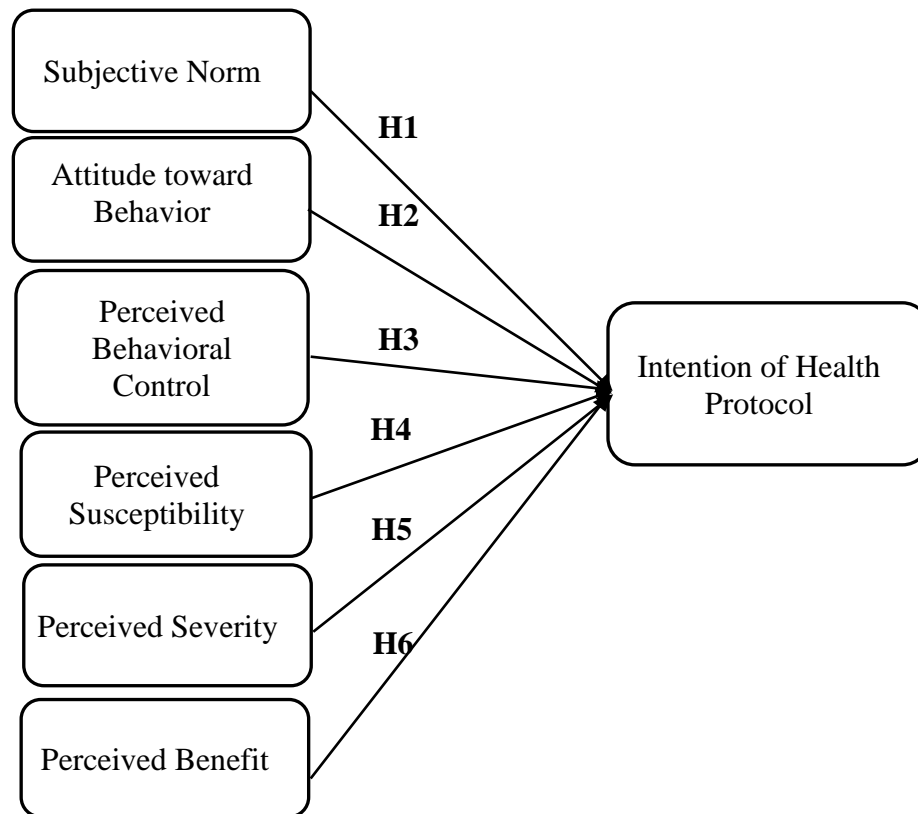 Subjective Norm
H1
Attitude toward
Behavior
H2
Perceived
Behavioral
Control
H3
Intention of Health
Protocol
H4
Perceived
Susceptibility
H5
Perceived Severity
H6
Perceived Benefit